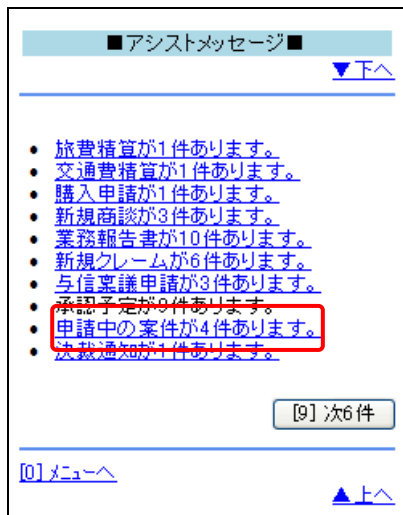 ■アシストメッセージ■
▼下へ
旅費精算が1件あります。
交通費精算が1件あります。
購入申請が1件あります。
新規商談が3件あります。
業務報告書が10件あります。
新規クレームが6件あります。
与信稟議申請が3件あります。
承認予定が9件あります。
申請中の案件が4件あります。
決裁通知が1件あります。
[9] 次6件
[0] メニューへ
▲上へ